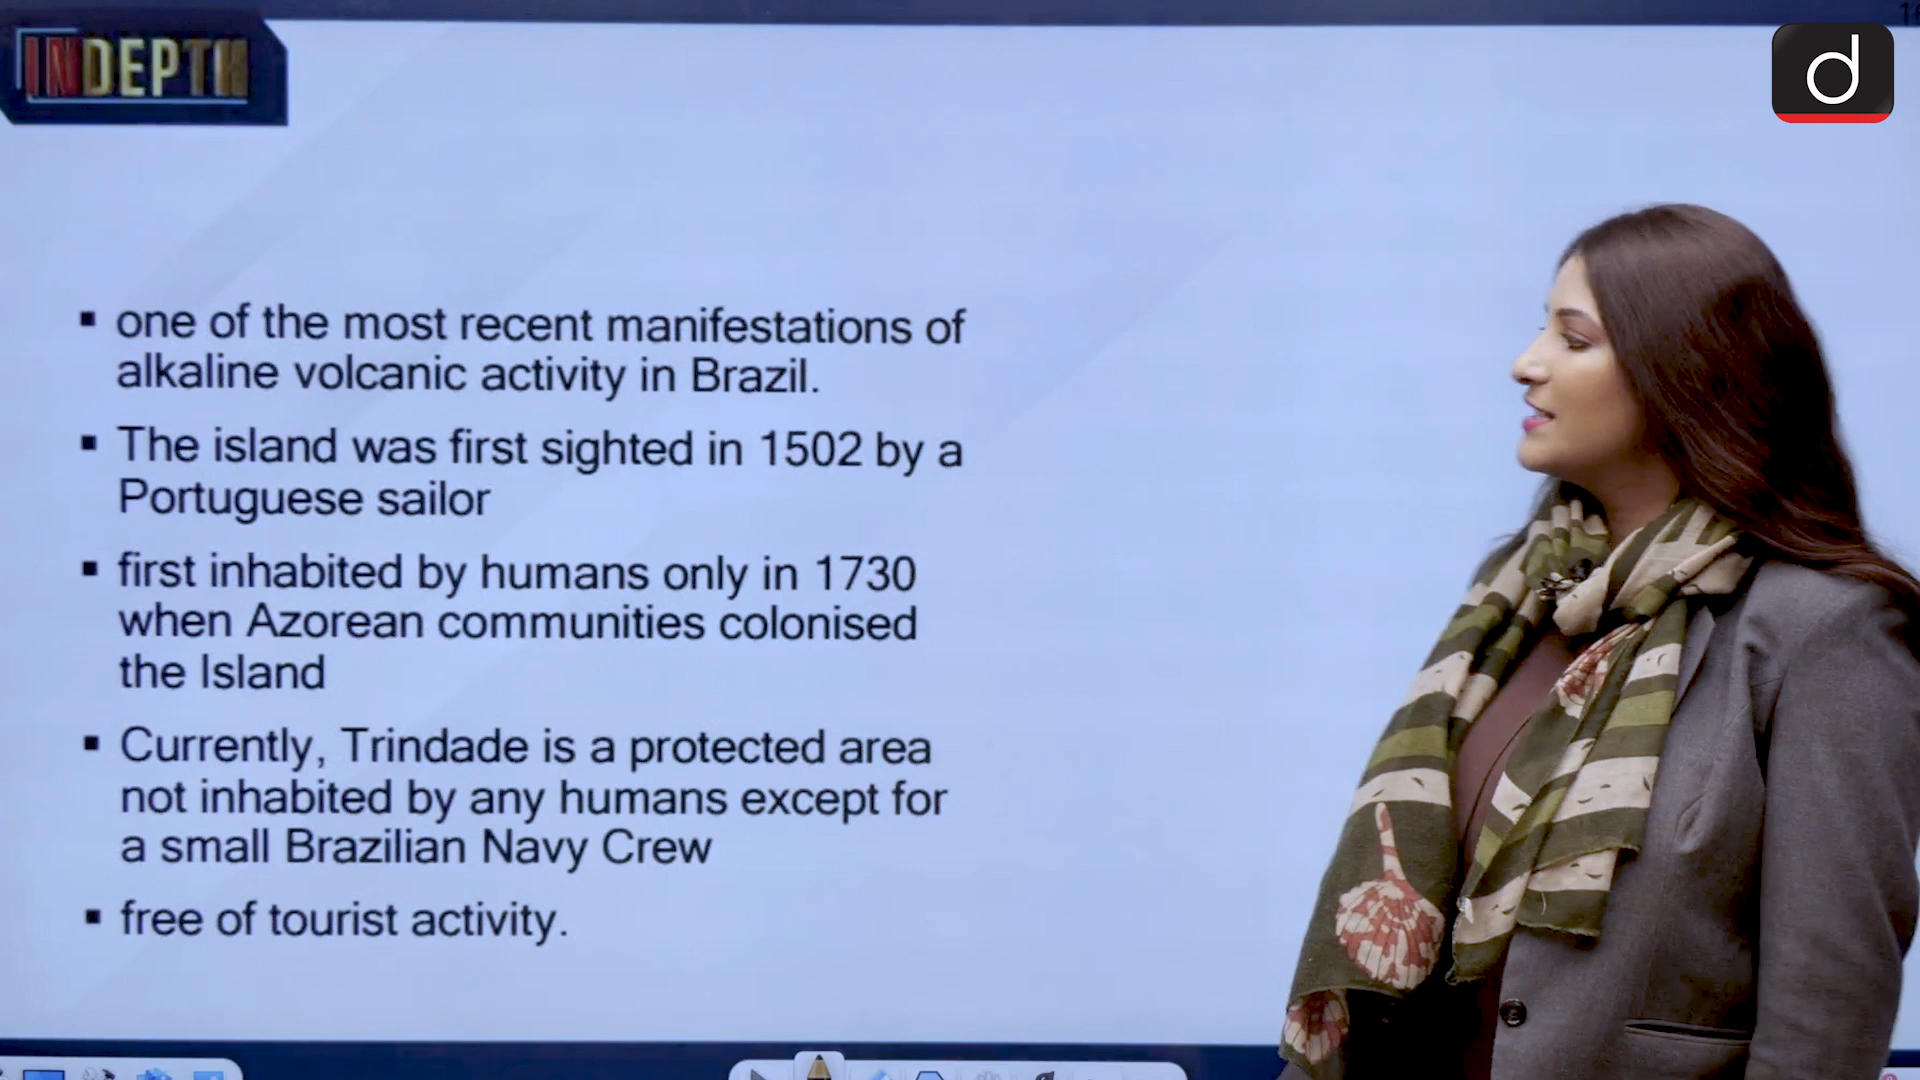 INDEPTH
d
▪ one of the most recent manifestations of
alkaline volcanic activity in Brazil.
▪ The island was first sighted in 1502 by a
Portuguese sailor
▪ first inhabited by humans only in 1730
when Azorean communities colonised
the Island
▪ Currently, Trindade is a protected area
not inhabited by any humans except for
a small Brazilian Navy Crew
▪ free of tourist activity.